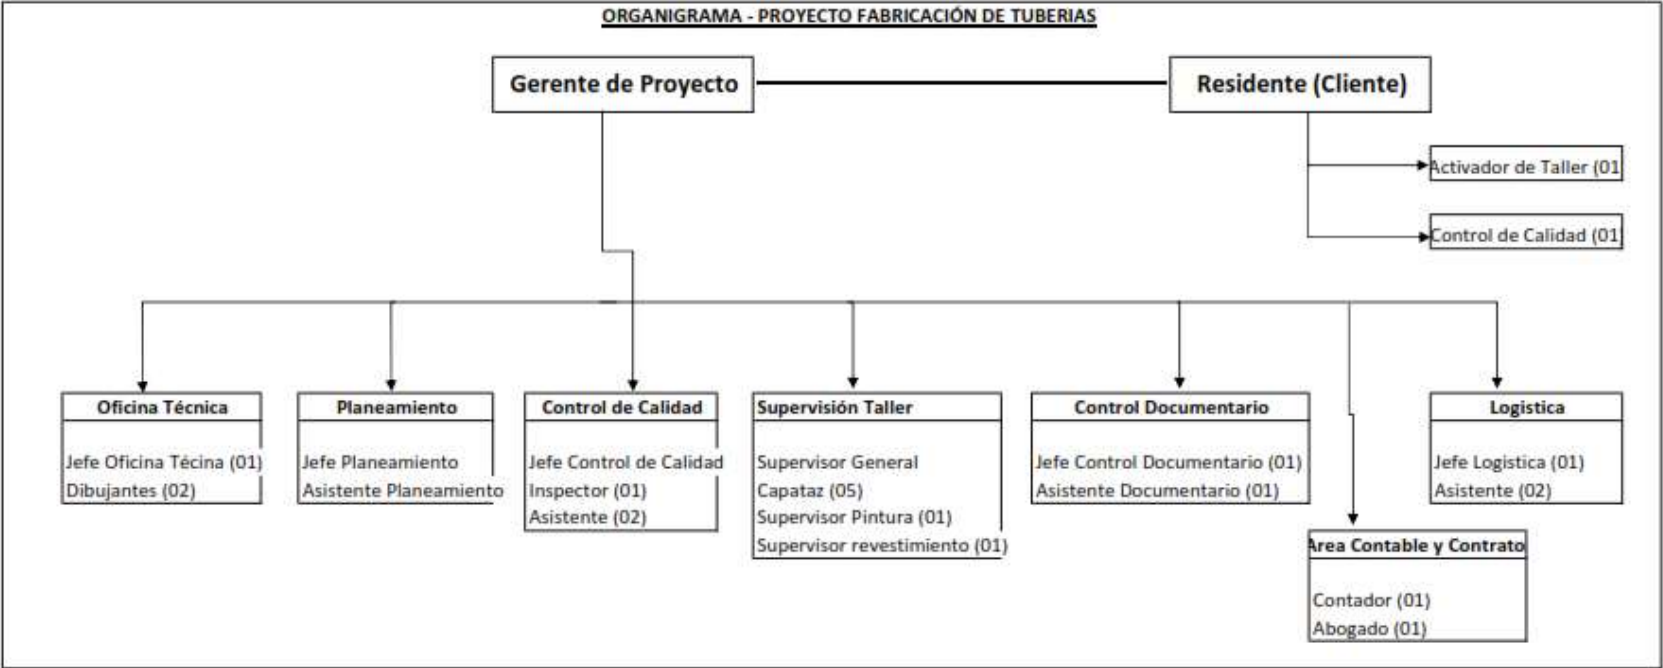 ORGANIGRAMA - PROYECTO FABRICACIÓN DE TUBERIAS
Gerente de Proyecto
Residente (Cliente)
Activador de Taller (01
Control de Calidad (01)
Oficina Técnica
Jefe Oficina Técina (01)
Dibujantes (02)
Planeamiento
Jefe Planeamiento
Asistente Planeamiento
Control de Calidad
Jefe Control de Calidad
Inspector (01)
Asistente (02)
Supervisión Taller
Supervisor General
Capataz (05)
Supervisor Pintura (01)
Supervisor revestimiento (01)
Control Documentario
Jefe Control Documentario (01)
Asistente Documentario (01)
Logistica
Jefe Logistica (01)
Asistente (02)
Area Contable y Contrato
Contador (01)
Abogado (01)